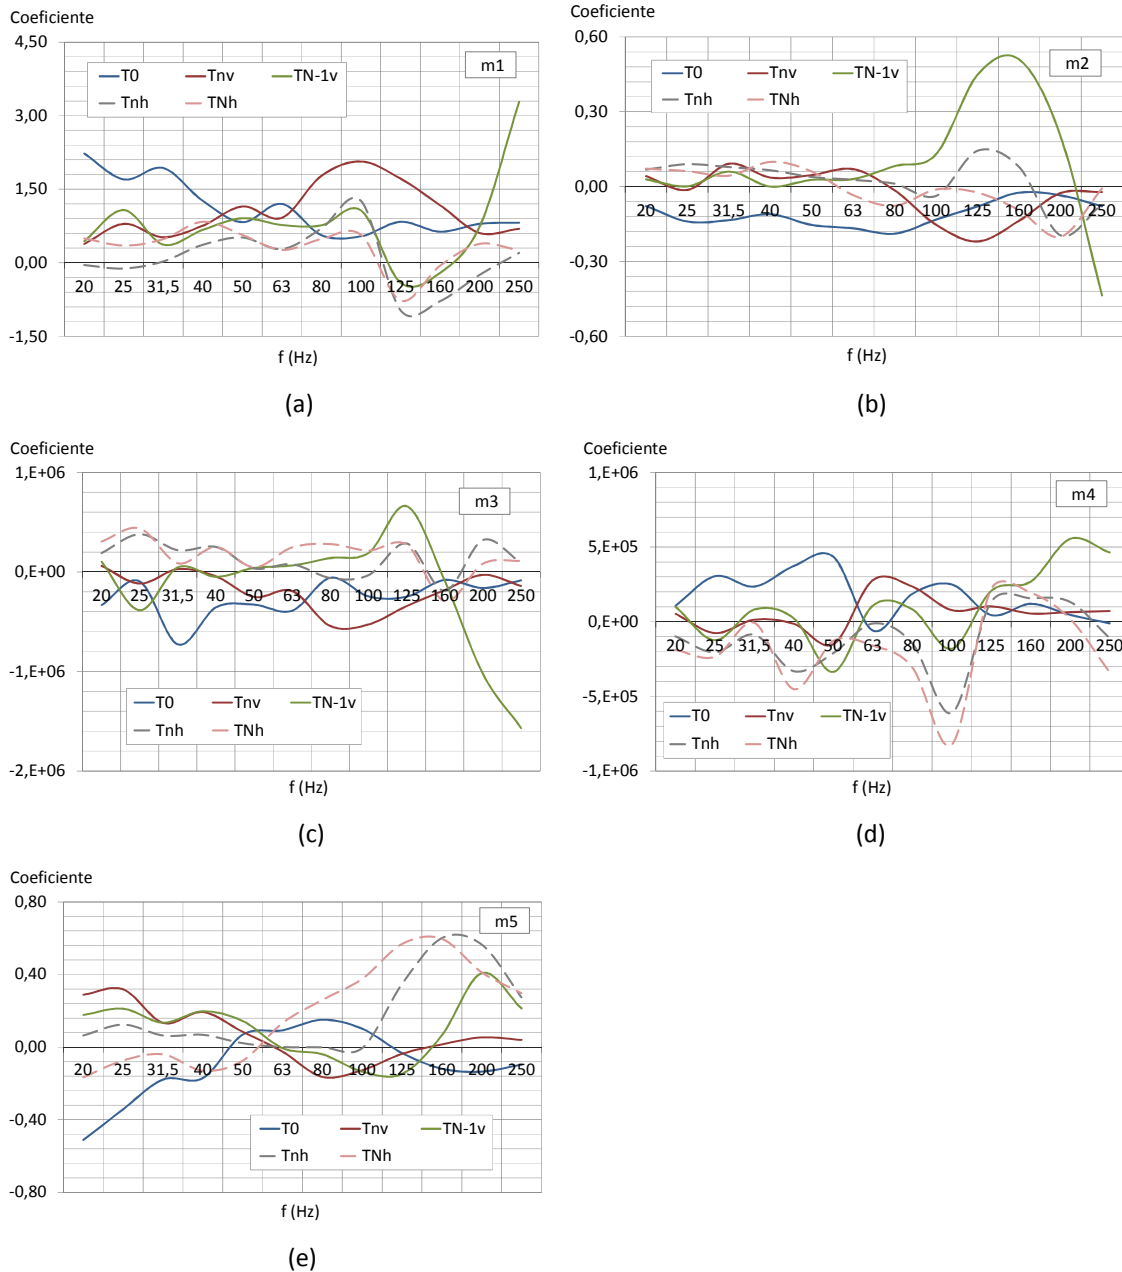 Coeficiente
4,50
3,00
1,50
0,00
-1,50
m1
T0 Tnv TN-1v
Tnh TNh
20 25 31,5 40 50 63 80 100 125 160 200 250
f (Hz)
(a)
Coeficiente
0,60
0,30
0,00
-0,30
-0,60
m2
T0 Tnv TN-1v
Tnh TNh
20 25 31,5 40 50 63 80 100 125 160 200 250
f (Hz)
(b)
Coeficiente
1,E+06
0,E+00
-1,E+06
-2,E+06
m3
20 25 31,5 40 50 63 80 100 125 160 200 250
T0 Tnv TN-1v
Tnh TNh
f (Hz)
(c)
Coeficiente
1,E+06
5,E+05
0,E+00
-5,E+05
-1,E+06
m4
20 25 31,5 40 50 63 80 100 125 160 200 250
T0 Tnv TN-1v
Tnh TNh
f (Hz)
(d)
Coeficiente
0,80
0,40
0,00
-0,40
-0,80
m5
20 25 31,5 40 50 63 80 100 125 160 200 250
T0 Tnv TN-1v
Tnh TNh
f (Hz)
(e)